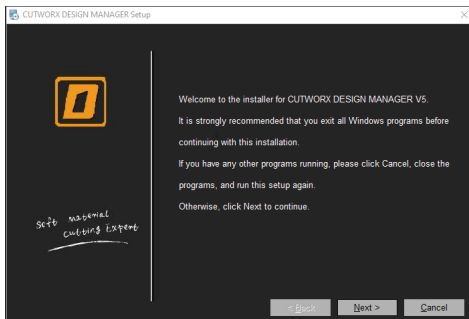 CUTWORX DESIGN MANAGER Setup
Welcome to the installer for CUTWORX DESIGN MANAGER V5.
It is strongly recommended that you exit all Windows programs before
continuing with this installation.
If you have any other programs running, please click Cancel, close the
programs, and run this setup again.
Otherwise, click Next to continue.
Soft material
cutting Expert
< Back Next > Cancel